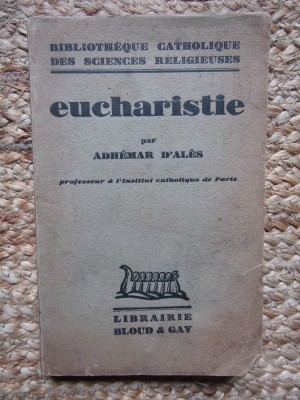 BIBLIOTHÈQUE CATHOLIQUE
DES SCIENCES RELIGIEUSES
eucharistie
par
ADHÉMAR D'ALÈS
professeur à l'Institut catholique de Paris
LIBRAIRIE
BLOUD & GAY